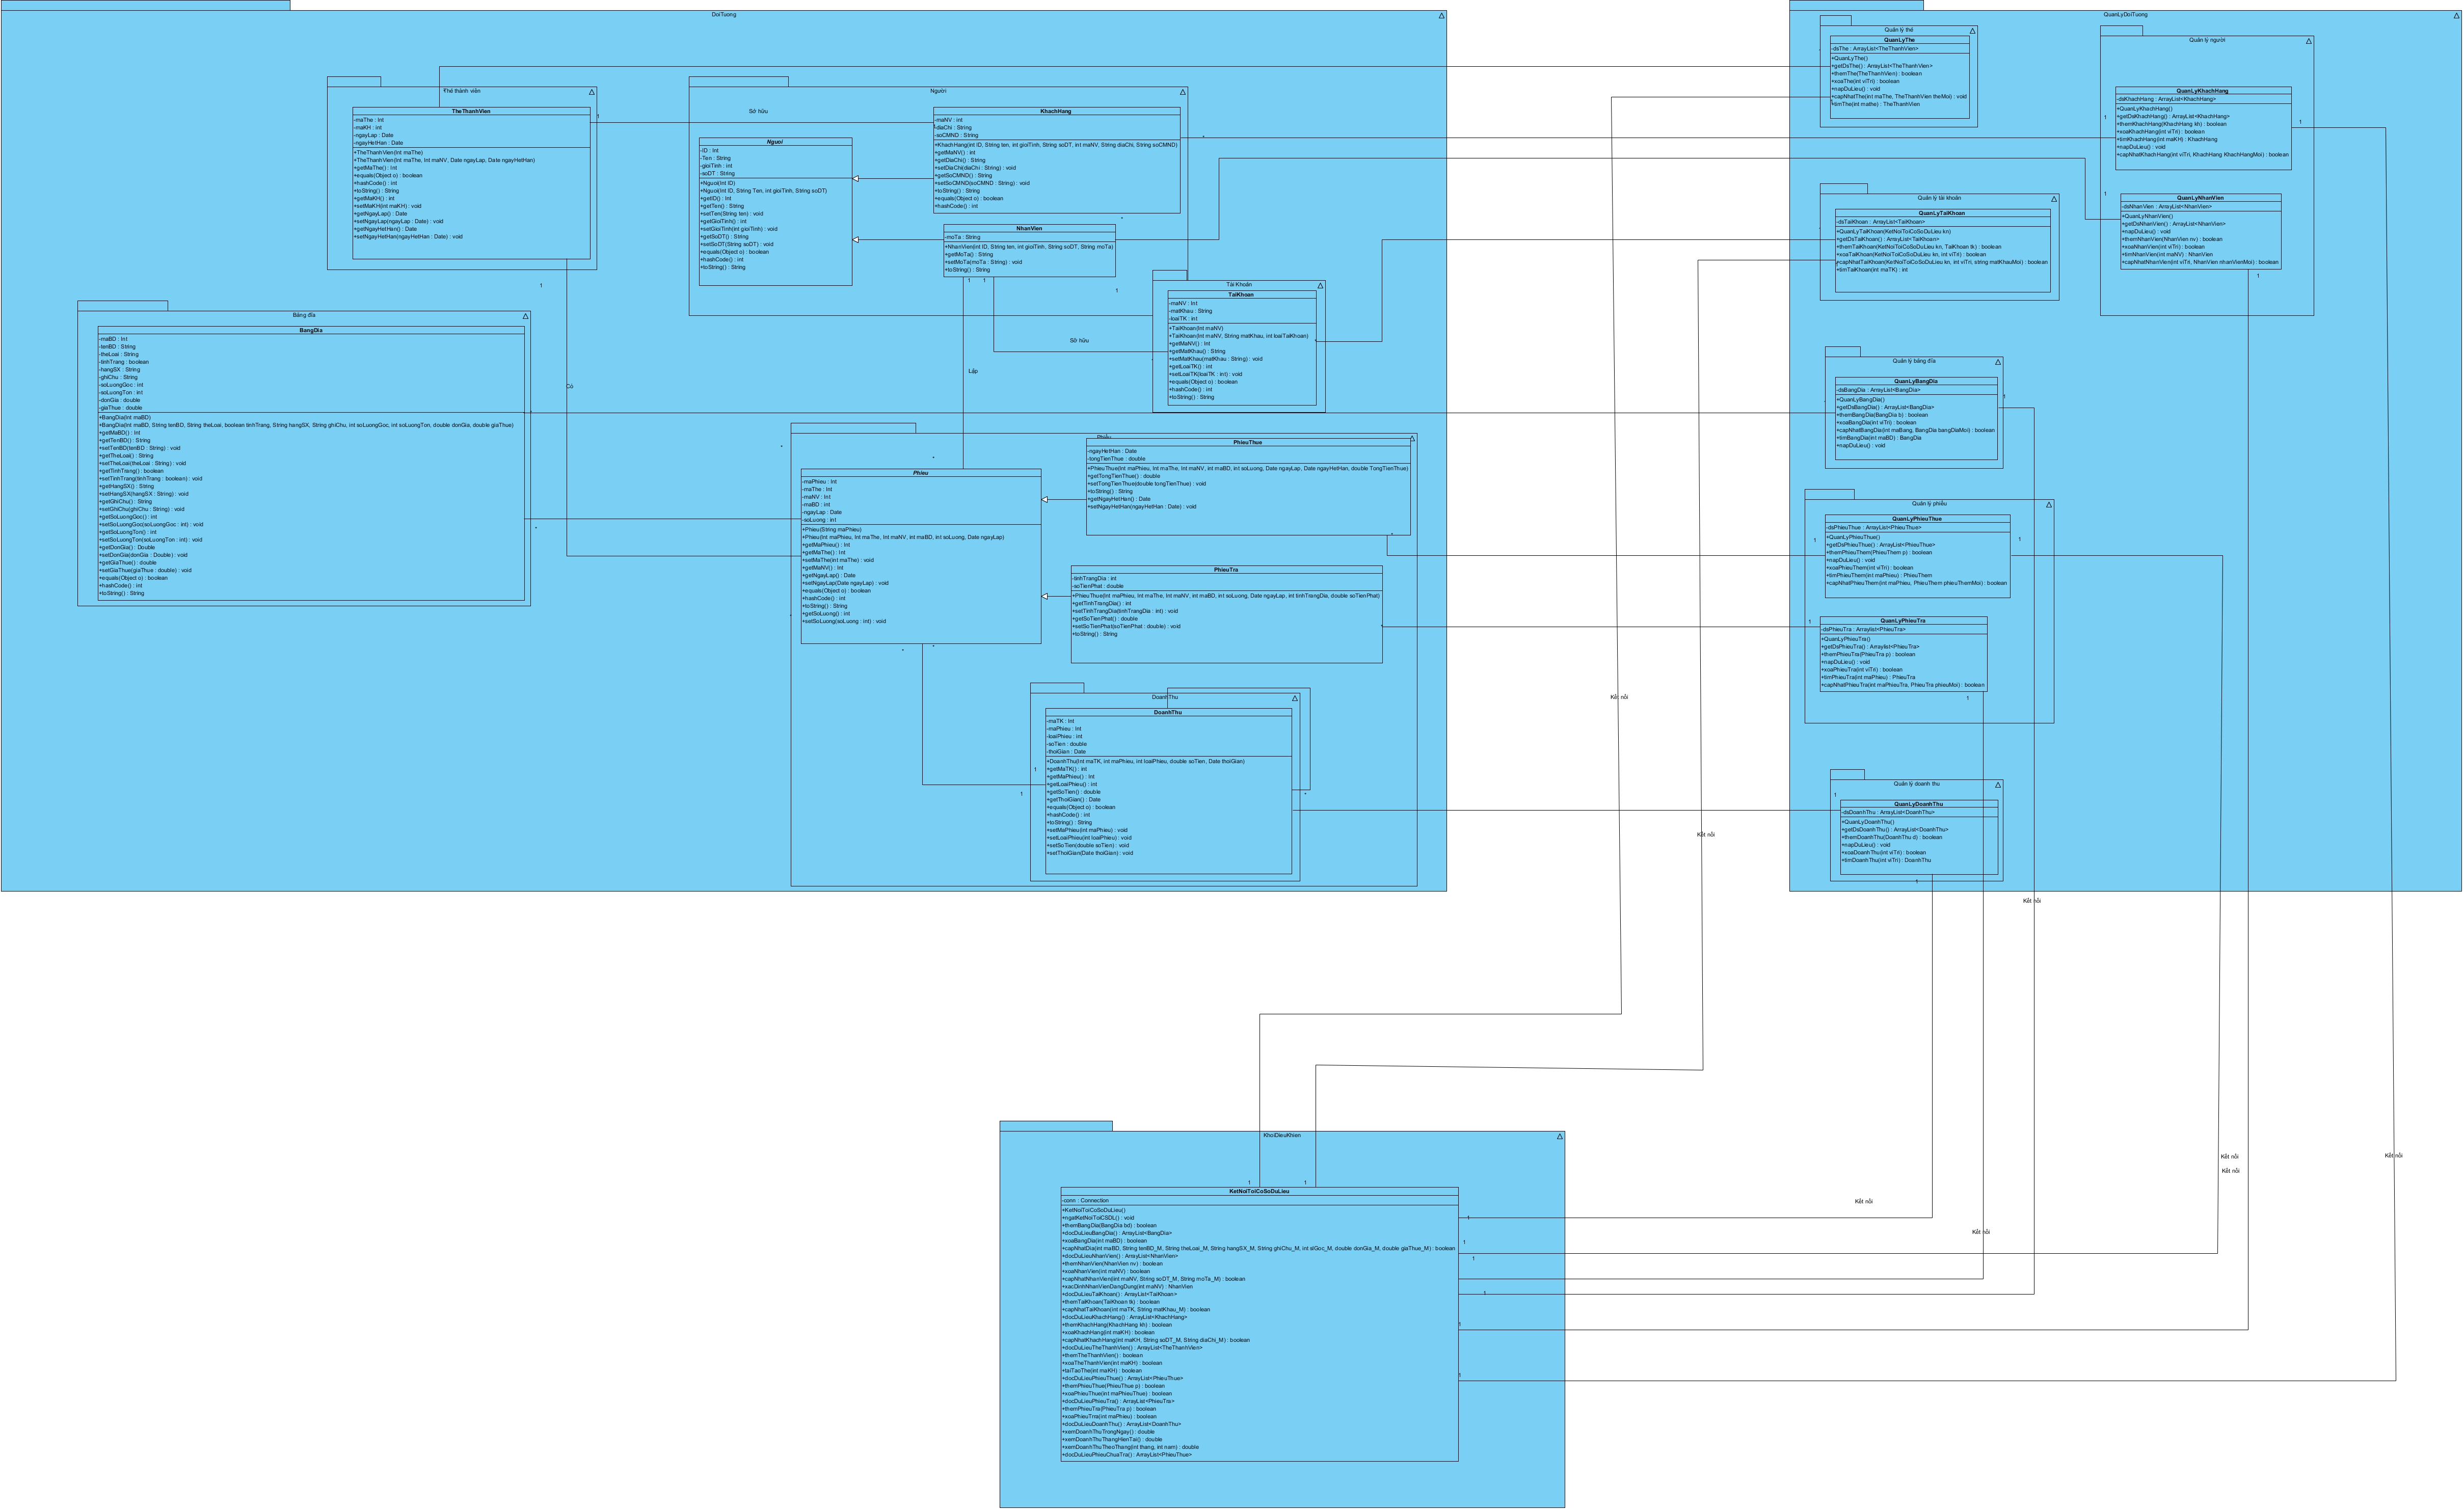 DoiTuong
Thẻ thành viên
TheThanhVien
-maThe : Int
-maKH : int
-ngayLap : Date
-ngayHetHan : Date
+TheThanhVien(Int maThe)
+TheThanhVien(Int maThe, Int maNV, Date ngayLap, Date ngayHetHan)
+getMaThe() : Int
+equals(Object o) : boolean
+hashCode() : int
+toString() : String
+getMaKH() : int
+setMaKH(int maKH) : void
+getNgayLap() : Date
+setNgayLap(ngayLap : Date) : void
+getNgayHetHan() : Date
+setNgayHetHan(ngayHetHan : Date) : void
1
Sở hữu
Người
Nguoi
-ID : Int
-Ten : String
-gioiTinh : int
-soDT : String
+Nguoi(Int ID)
+Nguoi(Int ID, String Ten, int gioiTinh, String soDT)
+getID() : Int
+getTen() : String
+setTen(String ten) : void
+getGioiTinh() : int
+setGioiTinh(int gioiTinh) : void
+getSoDT() : String
+setSoDT(String soDT) : void
+equals(Object o) : boolean
+hashCode() : int
+toString() : String
KhachHang
-maNV : int
-diaChi : String
-soCMND : String
+KhachHang(int ID, String ten, int gioiTinh, String soDT, int maNV, String diaChi, String soCMND)
+getMaNV() : int
+getDiaChi() : String
+setDiaChi(diaChi : String) : void
+getSoCMND() : String
+setSoCMND(soCMND : String) : void
+toString() : String
+equals(Object o) : boolean
+hashCode() : int
*
*
NhanVien
-moTa : String
+NhanVien(int ID, String ten, int gioiTinh, String soDT, String moTa)
+getMoTa() : String
+setMoTa(moTa : String) : void
+toString() : String
1
1
1
1
Sở hữu
Lập
Có
Tài Khoản
TaiKhoan
-maNV : Int
-matKhau : String
-loaiTK : int
+TaiKhoan(Int maNV)
+TaiKhoan(Int maNV, String matKhau, int loaiTaiKhoan)
+getMaNV() : Int
+getMatKhau() : String
+setMatKhau(matKhau : String) : void
+getLoaiTK() : int
+setLoaiTK(loaiTK : int) : void
+equals(Object o) : boolean
+hashCode() : int
+toString() : String
Băng đĩa
BangDia
-maBD : Int
-tenBD : String
-theLoai : String
-tinhTrang : boolean
-hangSX : String
-ghiChu : String
-soLuongGoc : int
-soLuongTon : int
-donGia : double
-giaThue : double
+BangDia(Int maBD)
+BangDia(Int maBD, String tenBD, String theLoai, boolean tinhTrang, String hangSX, String ghiChu, int soLuongGoc, int soLuongTon, double donGia, double giaThue)
+getMaBD() : Int
+getTenBD() : String
+setTenBD(tenBD : String) : void
+getTheLoai() : String
+setTheLoai(theLoai : String) : void
+getTinhTrang() : boolean
+setTinhTrang(tinhTrang : boolean) : void
+getHangSX() : String
+setHangSX(hangSX : String) : void
+getGhiChu() : String
+setGhiChu(ghiChu : String) : void
+getSoLuongGoc() : int
+setSoLuongGoc(soLuongGoc : int) : void
+getSoLuongTon() : int
+setSoLuongTon(soLuongTon : int) : void
+getDonGia() : Double
+setDonGia(donGia : Double) : void
+getGiaThue() : double
+setGiaThue(giaThue : double) : void
+equals(Object o) : boolean
+hashCode() : int
+toString() : String
*
*
*
Phiếu
Phieu
-maPhieu : Int
-maThe : Int
-maNV : Int
-maBD : int
-ngayLap : Date
-soLuong : int
+Phieu(String maPhieu)
+Phieu(Int maPhieu, Int maThe, Int maNV, int maBD, int soLuong, Date ngayLap)
+getMaPhieu() : Int
+getMaThe() : Int
+setMaThe(int maThe) : void
+getMaNV() : Int
+getNgayLap() : Date
+setNgayLap(Date ngayLap) : void
+equals(Object o) : boolean
+hashCode() : int
+toString() : String
+getSoLuong() : int
+setSoLuong(soLuong : int) : void
*
*
PhieuThue
-ngayHetHan : Date
-tongTienThue : double
+PhieuThue(Int maPhieu, Int maThe, Int maNV, int maBD, int soLuong, Date ngayLap, Date ngayHetHan, double TongTienThue)
+getTongTienThue() : double
+setTongTienThue(double tongTienThue) : void
+toString() : String
+getNgayHetHan() : Date
+setNgayHetHan(ngayHetHan : Date) : void
*
PhieuTra
-tinhTrangDia : int
-soTienPhat : double
+PhieuThue(Int maPhieu, Int maThe, Int maNV, int maBD, int soLuong, Date ngayLap, int tinhTrangDia, double soTienPhat)
+getTinhTrangDia() : int
+setTinhTrangDia(tinhTrangDia : int) : void
+getSoTienPhat() : double
+setSoTienPhat(soTienPhat : double) : void
+toString() : String
*
DoanhThu
DoanhThu
-maTK : Int
-maPhieu : Int
-loaiPhieu : int
-soTien : double
-thoiGian : Date
+DoanhThu(Int maTK, int maPhieu, int loaiPhieu, double soTien, Date thoiGian)
+getMaTK() : int
+getMaPhieu() : Int
+getLoaiPhieu() : int
+getSoTien() : double
+getThoiGian() : Date
+equals(Object o) : boolean
+hashCode() : int
+toString() : String
+setMaPhieu(int maPhieu) : void
+setLoaiPhieu(int loaiPhieu) : void
+setSoTien(double soTien) : void
+setThoiGian(Date thoiGian) : void
1
1
*
QuanLyDoiTuong
Quản lý thẻ
QuanLyThe
-dsThe : ArrayList<TheThanhVien>
+QuanLyThe()
+getDsThe() : ArrayList<TheThanhVien>
+themThe(TheThanhVien) : boolean
+xoaThe(int viTri) : boolean
+napDuLieu() : void
+capNhatThe(int maThe, TheThanhVien theMoi) : void
+timThe(int mathe) : TheThanhVien
Quản lý người
QuanLyKhachHang
-dsKhachHang : ArrayList<KhachHang>
+QuanLyKhachHang()
+getDsKhachHang() : ArrayList<KhachHang>
+themKhachHang(KhachHang kh) : boolean
+xoaKhachHang(int viTri) : boolean
+timKhachHang(int maKH) : KhachHang
+napDuLieu() : void
+capNhatKhachHang(int viTri, KhachHang KhachHangMoi) : boolean
1
1
1
QuanLyNhanVien
-dsNhanVien : ArrayList<NhanVien>
+QuanLyNhanVien()
+getDsNhanVien() : ArrayList<NhanVien>
+napDuLieu() : void
+themNhanVien(NhanVien nv) : boolean
+xoaNhanVien(int viTri) : boolean
+timNhanVien(int maNV) : NhanVien
+capNhatNhanVien(int viTri, NhanVien nhanVienMoi) : boolean
1
Quản lý tài khoản
QuanLyTaiKhoan
-dsTaiKhoan : ArrayList<TaiKhoan>
+QuanLyTaiKhoan(KetNoiToiCoSoDuLieu kn)
+getDsTaiKhoan() : ArrayList<TaiKhoan>
+themTaiKhoan(KetNoiToiCoSoDuLieu kn, TaiKhoan tk) : boolean
+xoaTaiKhoan(KetNoiToiCoSoDuLieu kn, int viTri) : boolean
+capNhatTaiKhoan(KetNoiToiCoSoDuLieu kn, int viTri, string matKhauMoi) : boolean
+timTaiKhoan(int maTK) : int
Quản lý băng đĩa
QuanLyBangDia
-dsBangDia : ArrayList<BangDia>
+QuanLyBangDia()
+getDsBangDia() : ArrayList<BangDia>
+themBangDia(BangDia b) : boolean
+xoaBangDia(int viTri) : boolean
+capNhatBangDia(int maBang, BangDia bangDiaMoi) : boolean
+timBangDia(int maBD) : BangDia
+napDuLieu() : void
1
Quản lý phiếu
QuanLyPhieuThue
-dsPhieuThue : ArrayList<PhieuThue>
+QuanLyPhieuThue()
+getDsPhieuThue() : ArrayList<PhieuThue>
+themPhieuThem(PhieuThem p) : boolean
+napDuLieu() : void
+xoaPhieuThem(int viTri) : boolean
+timPhieuThem(int maPhieu) : PhieuThem
+capNhatPhieuThem(int maPhieu, PhieuThem phieuThemMoi) : boolean
1
1
QuanLyPhieuTra
-dsPhieuTra : Arraylist<PhieuTra>
+QuanLyPhieuTra()
+getDsPhieuTra() : Arraylist<PhieuTra>
+themPhieuTra(PhieuTra p) : boolean
+napDuLieu() : void
+xoaPhieuTra(int viTri) : boolean
+timPhieuTra(int maPhieu) : PhieuTra
+capNhatPhieuTra(int maPhieuTra, PhieuTra phieuMoi) : boolean
1
1
Quản lý doanh thu
QuanLyDoanhThu
-dsDoanhThu : ArrayList<DoanhThu>
+QuanLyDoanhThu()
+getDsDoanhThu() : ArrayList<DoanhThu>
+themDoanhThu(DoanhThu d) : boolean
+napDuLieu() : void
+xoaDoanhThu(int viTri) : boolean
+timDoanhThu(int viTri) : DoanhThu
1
1
Kết nối
Kết nối
Kết nối
Kết nối
Kết nối
Kết nối
Kết nối
Kết nối
KhoiDieuKhien
1
1
KetNoiToiCoSoDuLieu
-conn : Connection
+KetNoiToiCoSoDuLieu()
+ngatKetNoiToiCSDL() : void
+themBangDia(BangDia bd) : boolean
+docDuLieuBangDia() : ArrayList<BangDia>
+xoaBangDia(int maBD) : boolean
+capNhatDia(int maBD, String tenBD_M, String theLoai_M, String hangSX_M, String ghiChu_M, int slGoc_M, double donGia_M, double giaThue_M) : boolean
+docDuLieuNhanVien() : ArrayList<NhanVien>
+themNhanVien(NhanVien nv) : boolean
+xoaNhanVien(int maNV) : boolean
+capNhatNhanVien(int maNV, String soDT_M, String moTa_M) : boolean
+xacDinhNhanVienDangDung(int maNV) : NhanVien
+docDuLieuTaiKhoan() : ArrayList<TaiKhoan>
+themTaiKhoan(TaiKhoan tk) : boolean
+capNhatTaiKhoan(int maTK, String matKhau_M) : boolean
+docDuLieuKhachHang() : ArrayList<KhachHang>
+themKhachHang(KhachHang kh) : boolean
+xoaKhachHang(int maKH) : boolean
+capNhatKhachHang(int maKH, String soDT_M, String diaChi_M) : boolean
+docDuLieuTheThanhVien() : ArrayList<TheThanhVien>
+themTheThanhVien() : boolean
+xoaTheThanhVien(int maKH) : boolean
+taiTaoThe(int maKH) : boolean
+docDuLieuPhieuThue() : ArrayList<PhieuThue>
+themPhieuThue(PhieuThue p) : boolean
+xoaPhieuThue(int maPhieuThue) : boolean
+docDuLieuPhieuTra() : ArrayList<PhieuTra>
+themPhieuTra(PhieuTra p) : boolean
+xoaPhieuTrra(int maPhieu) : boolean
+docDuLieuDoanhThu() : ArrayList<DoanhThu>
+xemDoanhThuTrongNgay() : double
+xemDoanhThuThangHienTai() : double
+xemDoanhThuTheoThang(int thang, int nam) : double
+docDuLieuPhieuChuaTra() : ArrayList<PhieuThue>
1
1
1
1
1
1